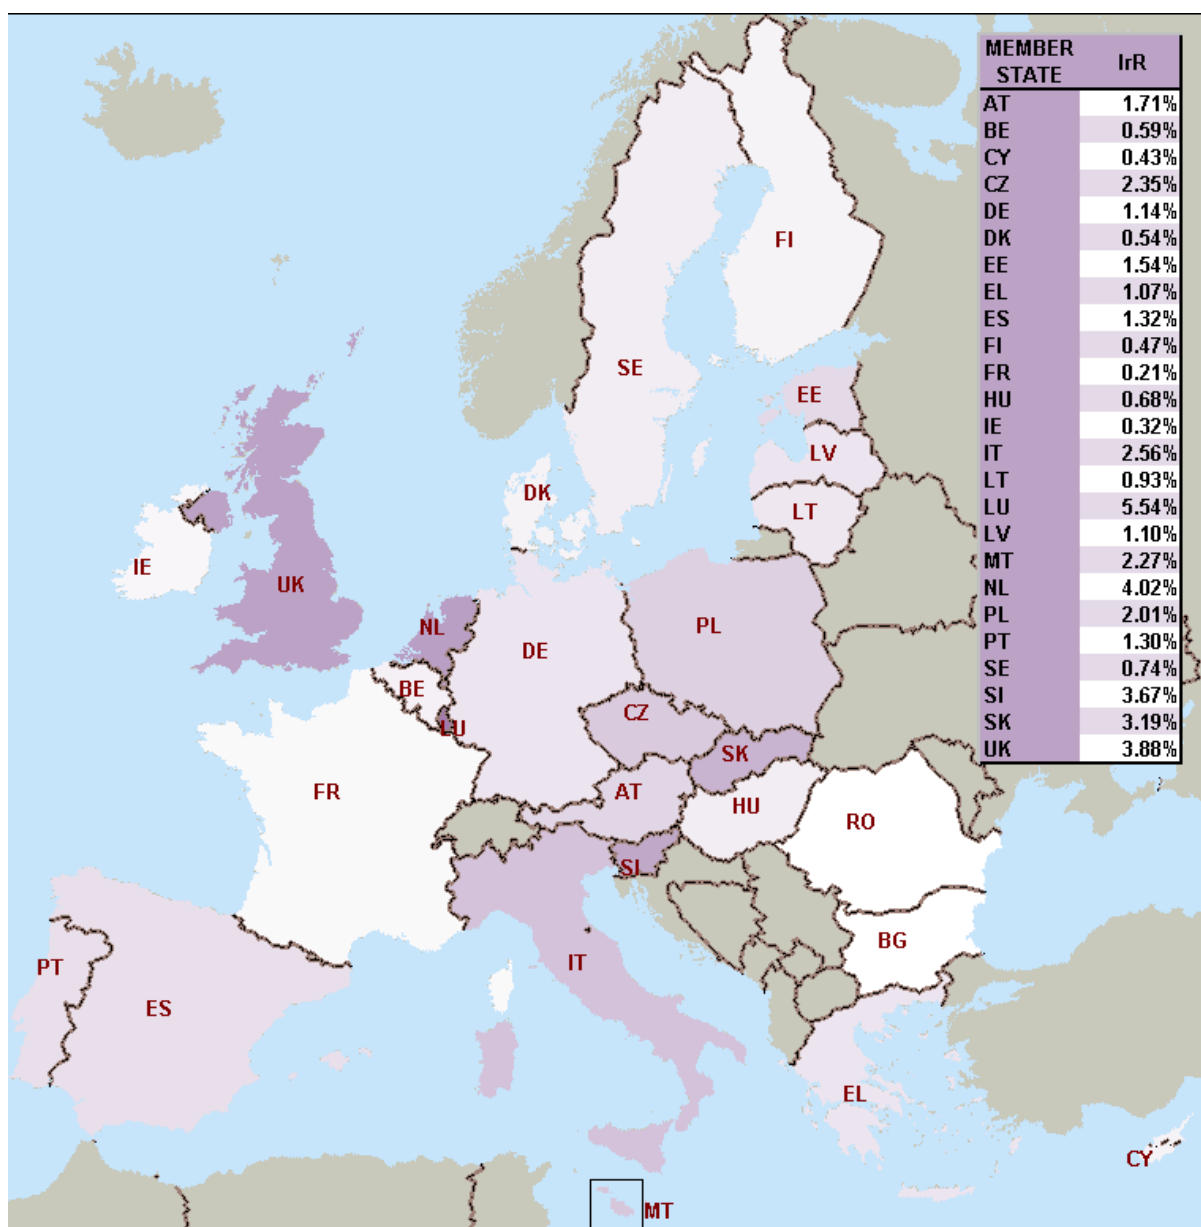 MEMBER STATE IrR
AT 1.71%
BE 0.59%
CY 0.43%
CZ 2.35%
DE 1.14%
DK 0.54%
EE 1.54%
EL 1.07%
ES 1.32%
FI 0.47%
FR 0.21%
HU 0.68%
IE 0.32%
IT 2.56%
LT 0.93%
LU 5.54%
LV 1.10%
MT 2.27%
NL 4.02%
PL 2.01%
PT 1.30%
SE 0.74%
SI 3.67%
SK 3.19%
UK 3.88%
FI
SE
EE
LV
DK
LT
IE
UK
NL
PL
DE
BE
CZ
LU
SK
FR
AT
HU
RO
SI
BG
PT
IT
ES
EL
CY
MT